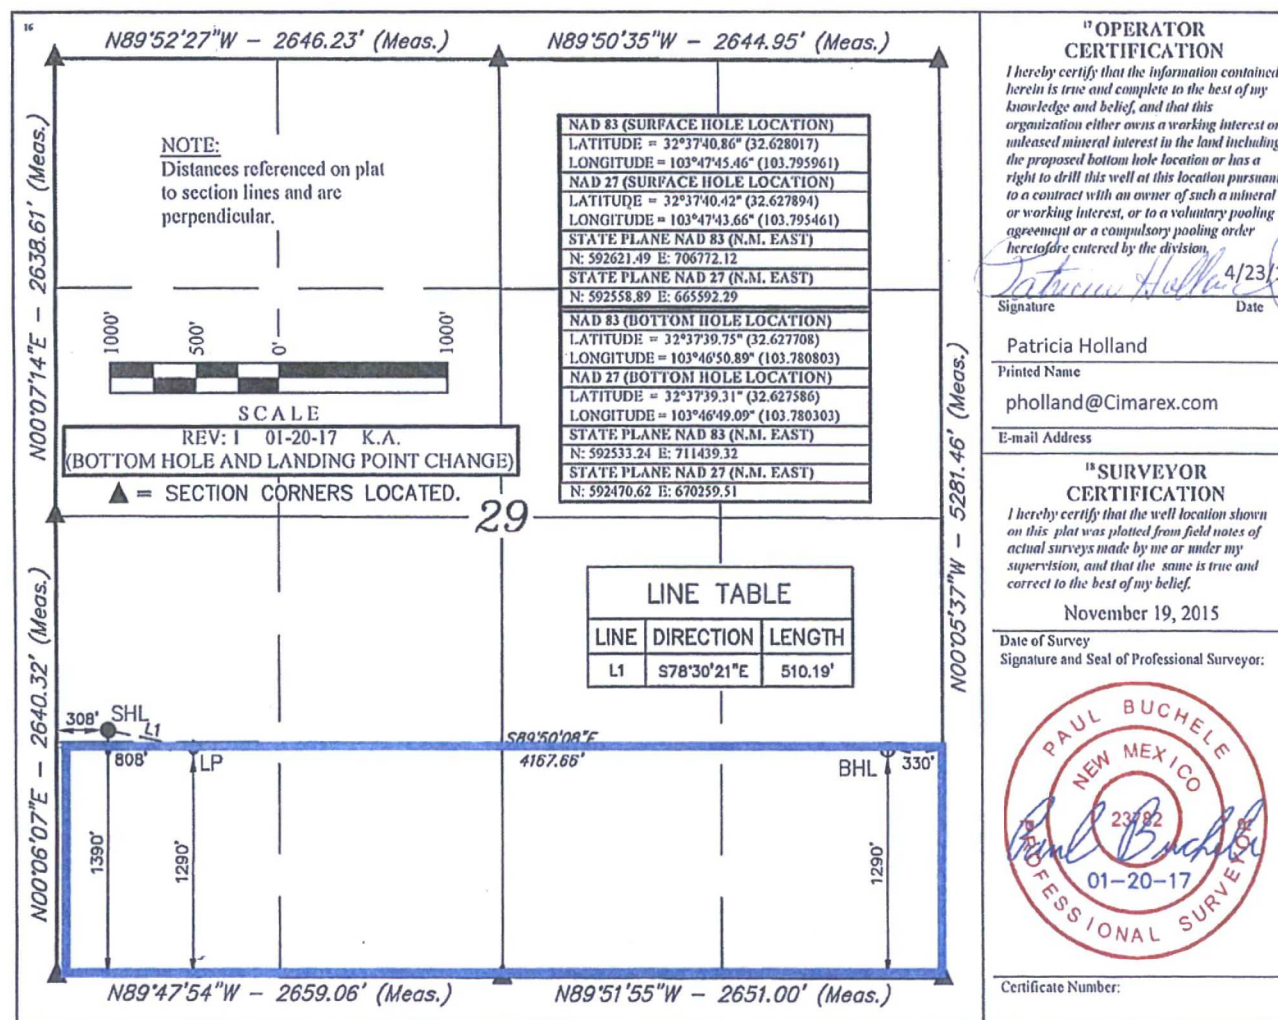 16
N89°52'27"W - 2646.23' (Meas.)
N89°50'35"W - 2644.95' (Meas.)
N00°07'14"E - 2638.61' (Meas.)
NOTE:
Distances referenced on plat
to section lines and are
perpendicular.
1000'
500'
0'
1000'
SCALE
REV: 1 01-20-17 K.A.
(BOTTOM HOLE AND LANDING POINT CHANGE)
▲ = SECTION CORNERS LOCATED.
NAD 83 (SURFACE HOLE LOCATION)
LATITUDE = 32°37'40.86" (32.628017)
LONGITUDE = 103°47'45.46" (103.795961)
NAD 27 (SURFACE HOLE LOCATION)
LATITUDE = 32°37'40.42" (32.627894)
LONGITUDE = 103°47'43.66" (103.795461)
STATE PLANE NAD 83 (N.M. EAST)
N: 592621.49 E: 706772.12
STATE PLANE NAD 27 (N.M. EAST)
N: 592558.89 E: 665592.29
NAD 83 (BOTTOM HOLE LOCATION)
LATITUDE = 32°37'39.75" (32.627708)
LONGITUDE = 103°46'50.89" (103.780803)
NAD 27 (BOTTOM HOLE LOCATION)
LATITUDE = 32°37'39.31" (32.627586)
LONGITUDE = 103°46'49.09" (103.780303)
STATE PLANE NAD 83 (N.M. EAST)
N: 592533.24 E: 711439.32
STATE PLANE NAD 27 (N.M. EAST)
N: 592470.62 E: 670259.51
29
N00°05'37"W - 5281.46' (Meas.)
LINE TABLE
LINE DIRECTION LENGTH
L1 S78°30'21"E 510.19'
N00°06'07"E - 2640.32' (Meas.)
308'
SHL
L1
808'
LP
S89°50'08"E
4167.66'
BHL
330'
1390'
1290'
1290'
N89°47'54"W - 2659.06' (Meas.)
N89°51'55"W - 2651.00' (Meas.)
17 OPERATOR
CERTIFICATION
I hereby certify that the information contained
herein is true and complete to the best of my
knowledge and belief, and that this
organization either owns a working interest or
unleased mineral interest in the land including
the proposed bottom hole location or has a
right to drill this well at this location pursuant
to a contract with an owner of such a mineral
or working interest, or to a voluntary pooling
agreement or a compulsory pooling order
heretofore entered by the division.
Patricia Holland
4/23/
Signature Date
Patricia Holland
Printed Name
pholland@Cimarex.com
E-mail Address
18 SURVEYOR
CERTIFICATION
I hereby certify that the well location shown
on this plat was plotted from field notes of
actual surveys made by me or under my
supervision, and that the same is true and
correct to the best of my belief.
November 19, 2015
Date of Survey
Signature and Seal of Professional Surveyor:
PAUL BUCHELE
NEW MEXICO
23782
Paul Buchele
01-20-17
PROFESSIONAL SURVEYOR
Certificate Number: